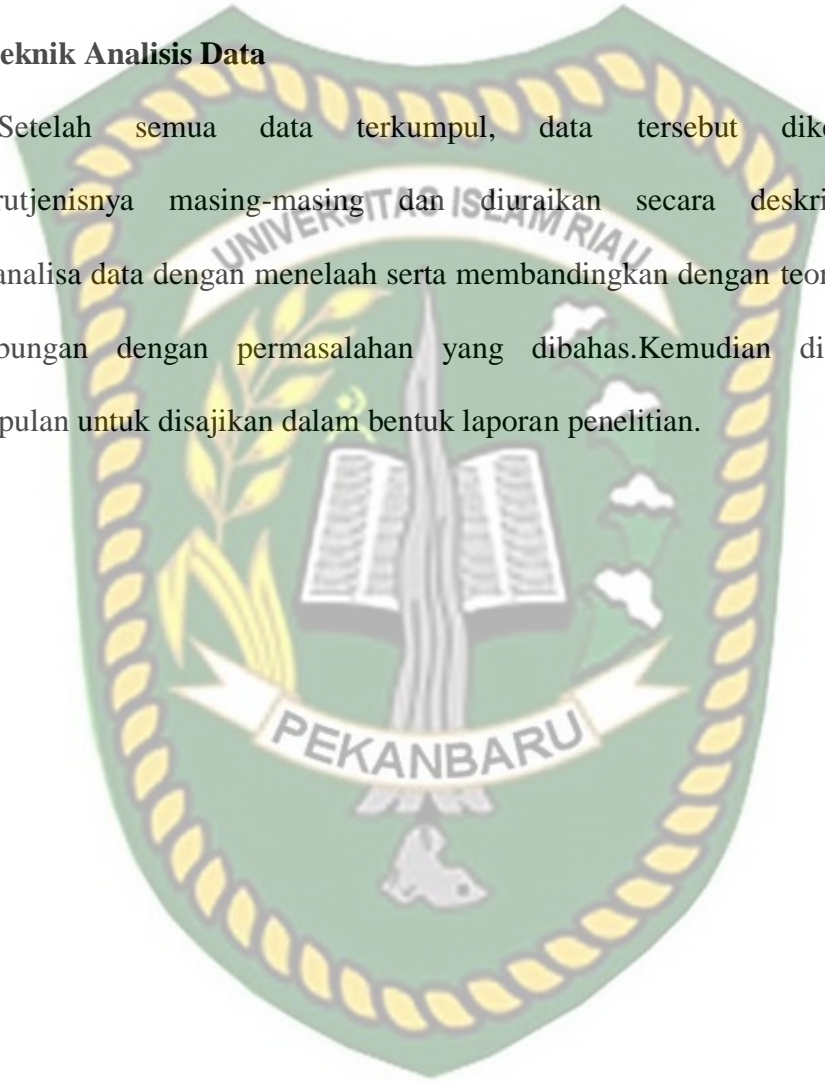 eknik Analisis Data
Setelah semua data terkumpul, data tersebut dike
rutjenisnya masing-masing dan diuraikan secara deskri
UNIVERSITAS ISLAM RIAU
analisa data dengan menelaah serta membandingkan dengan teor
bungan dengan permasalahan yang dibahas.Kemudian di
pulan untuk disajikan dalam bentuk laporan penelitian.
PEKANBARU